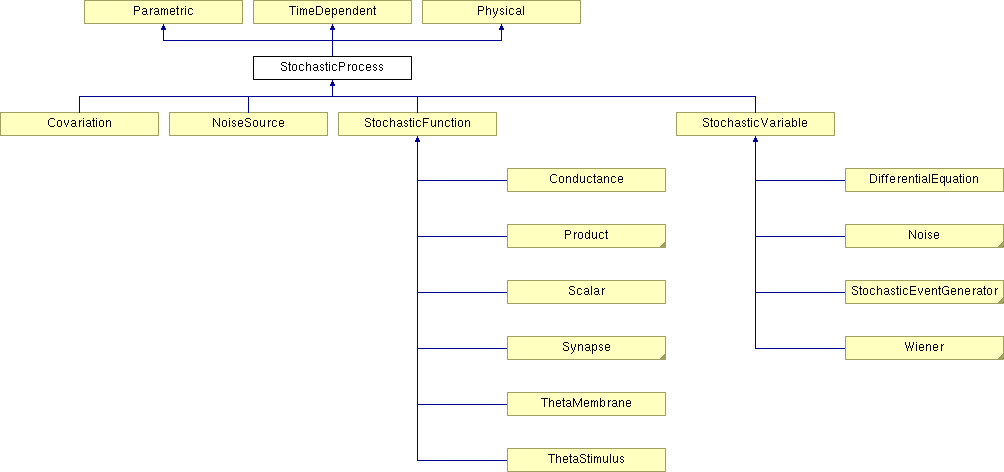 Parametric
TimeDependent
Physical
StochasticProcess
Covariation
NoiseSource
StochasticFunction
StochasticVariable
Conductance
DifferentialEquation
Product
Noise
Scalar
StochasticEventGenerator
Synapse
Wiener
ThetaMembrane
ThetaStimulus